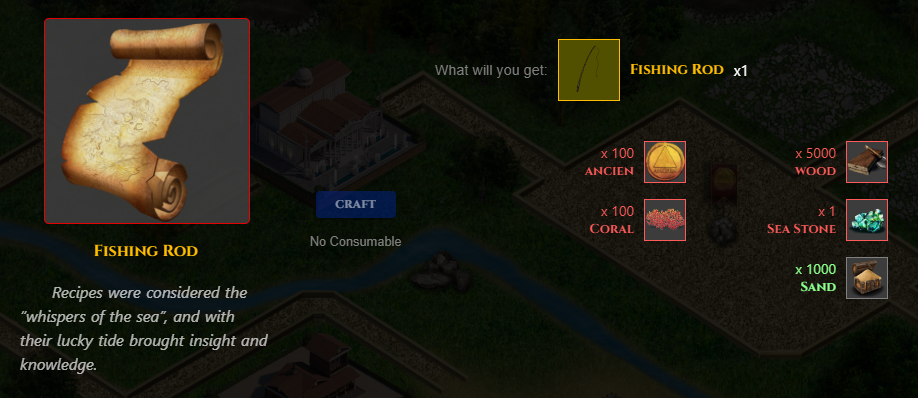 What will you get:
FISHING ROD x1
x 100
ANCIEN
x 5000
WOOD
x 100
CORAL
x 1
SEA STONE
x 1000
SAND
CRAFT
No Consumable
FISHING ROD
Recipes were considered the
“whispers of the sea”, and with
their lucky tide brought insight and
knowledge.